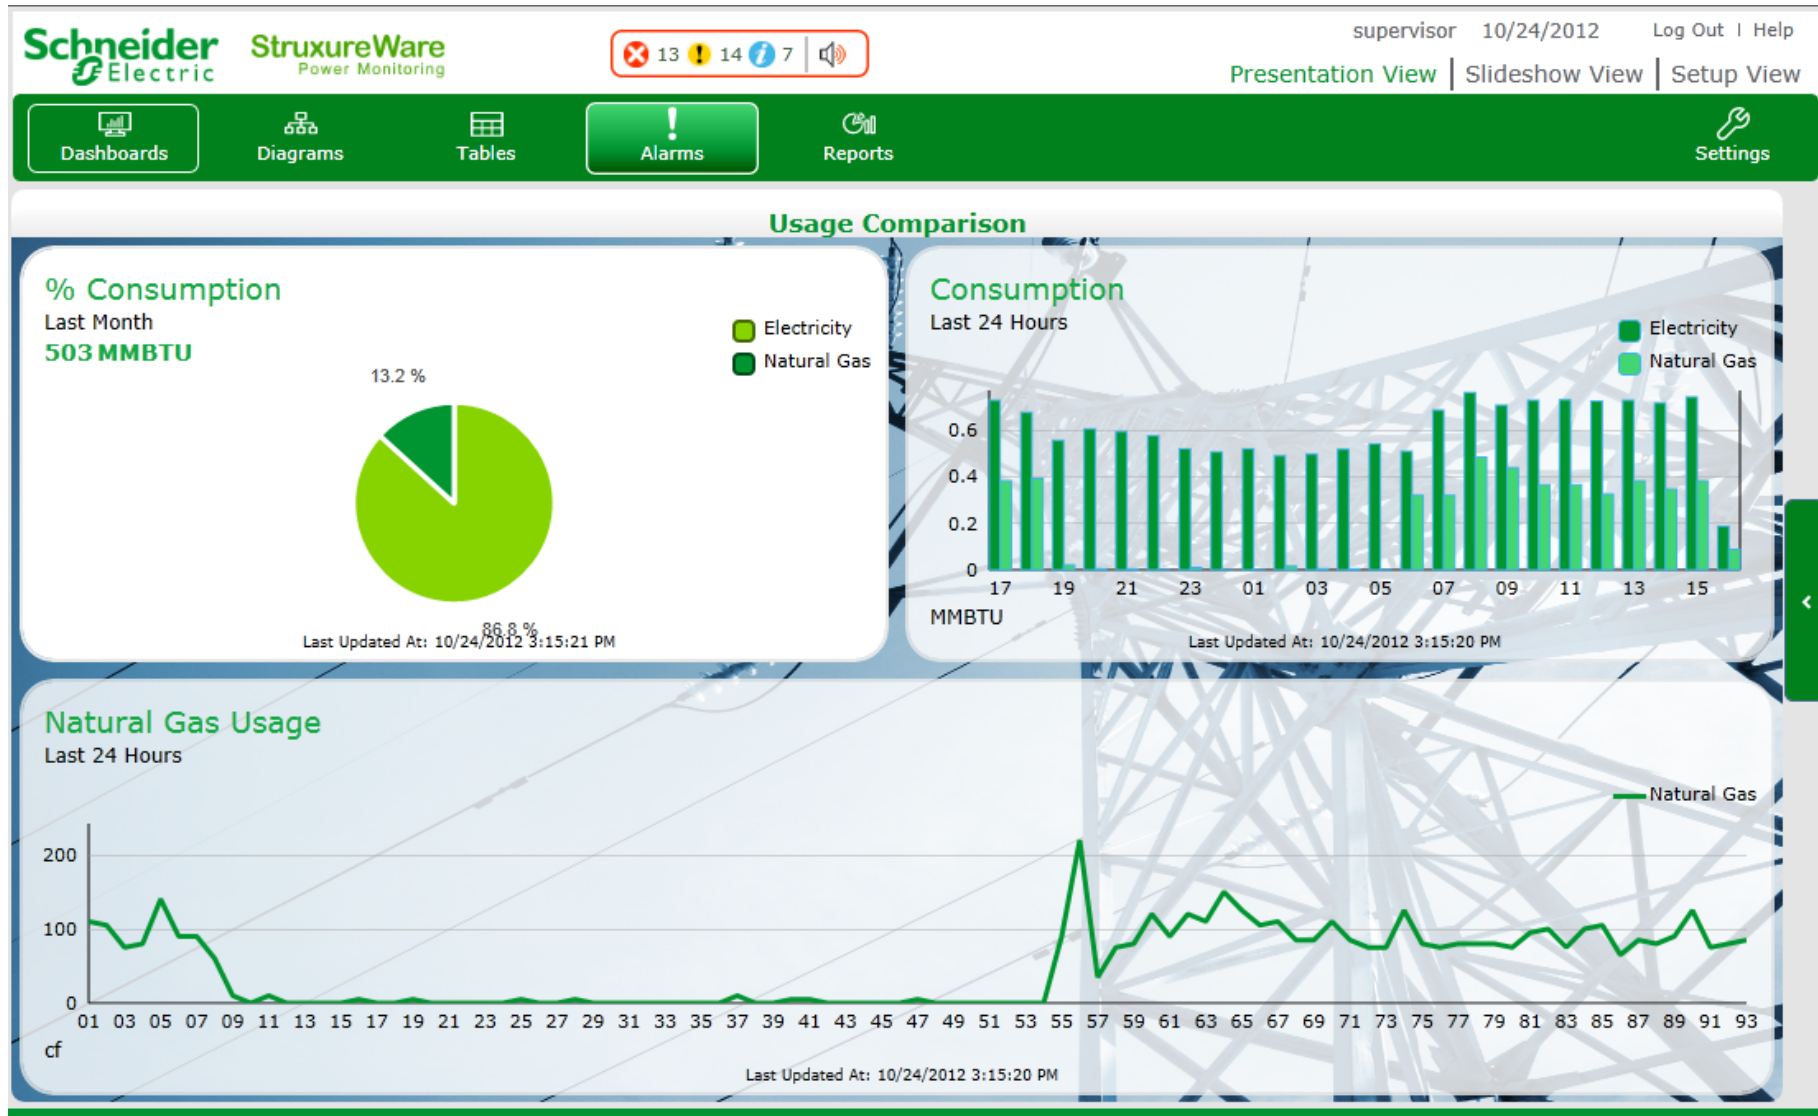 Schneider Electric
StruxureWare
Power Monitoring
13 14 7
supervisor 10/24/2012 Log Out | Help
Presentation View | Slideshow View | Setup View
Dashboards Diagrams Tables Alarms Reports Settings
Usage Comparison
% Consumption
Last Month
503 MMBTU
Electricity
Natural Gas
13.2 %
86.8 %
Last Updated At: 10/24/2012 3:15:21 PM
Consumption
Last 24 Hours
Electricity
Natural Gas
0.6
0.4
0.2
0
17 19 21 23 01 03 05 07 09 11 13 15
MMBTU
Last Updated At: 10/24/2012 3:15:20 PM
Natural Gas Usage
Last 24 Hours
Natural Gas
200
100
0
01 03 05 07 09 11 13 15 17 19 21 23 25 27 29 31 33 35 37 39 41 43 45 47 49 51 53 55 57 59 61 63 65 67 69 71 73 75 77 79 81 83 85 87 89 91 93
cf
Last Updated At: 10/24/2012 3:15:20 PM